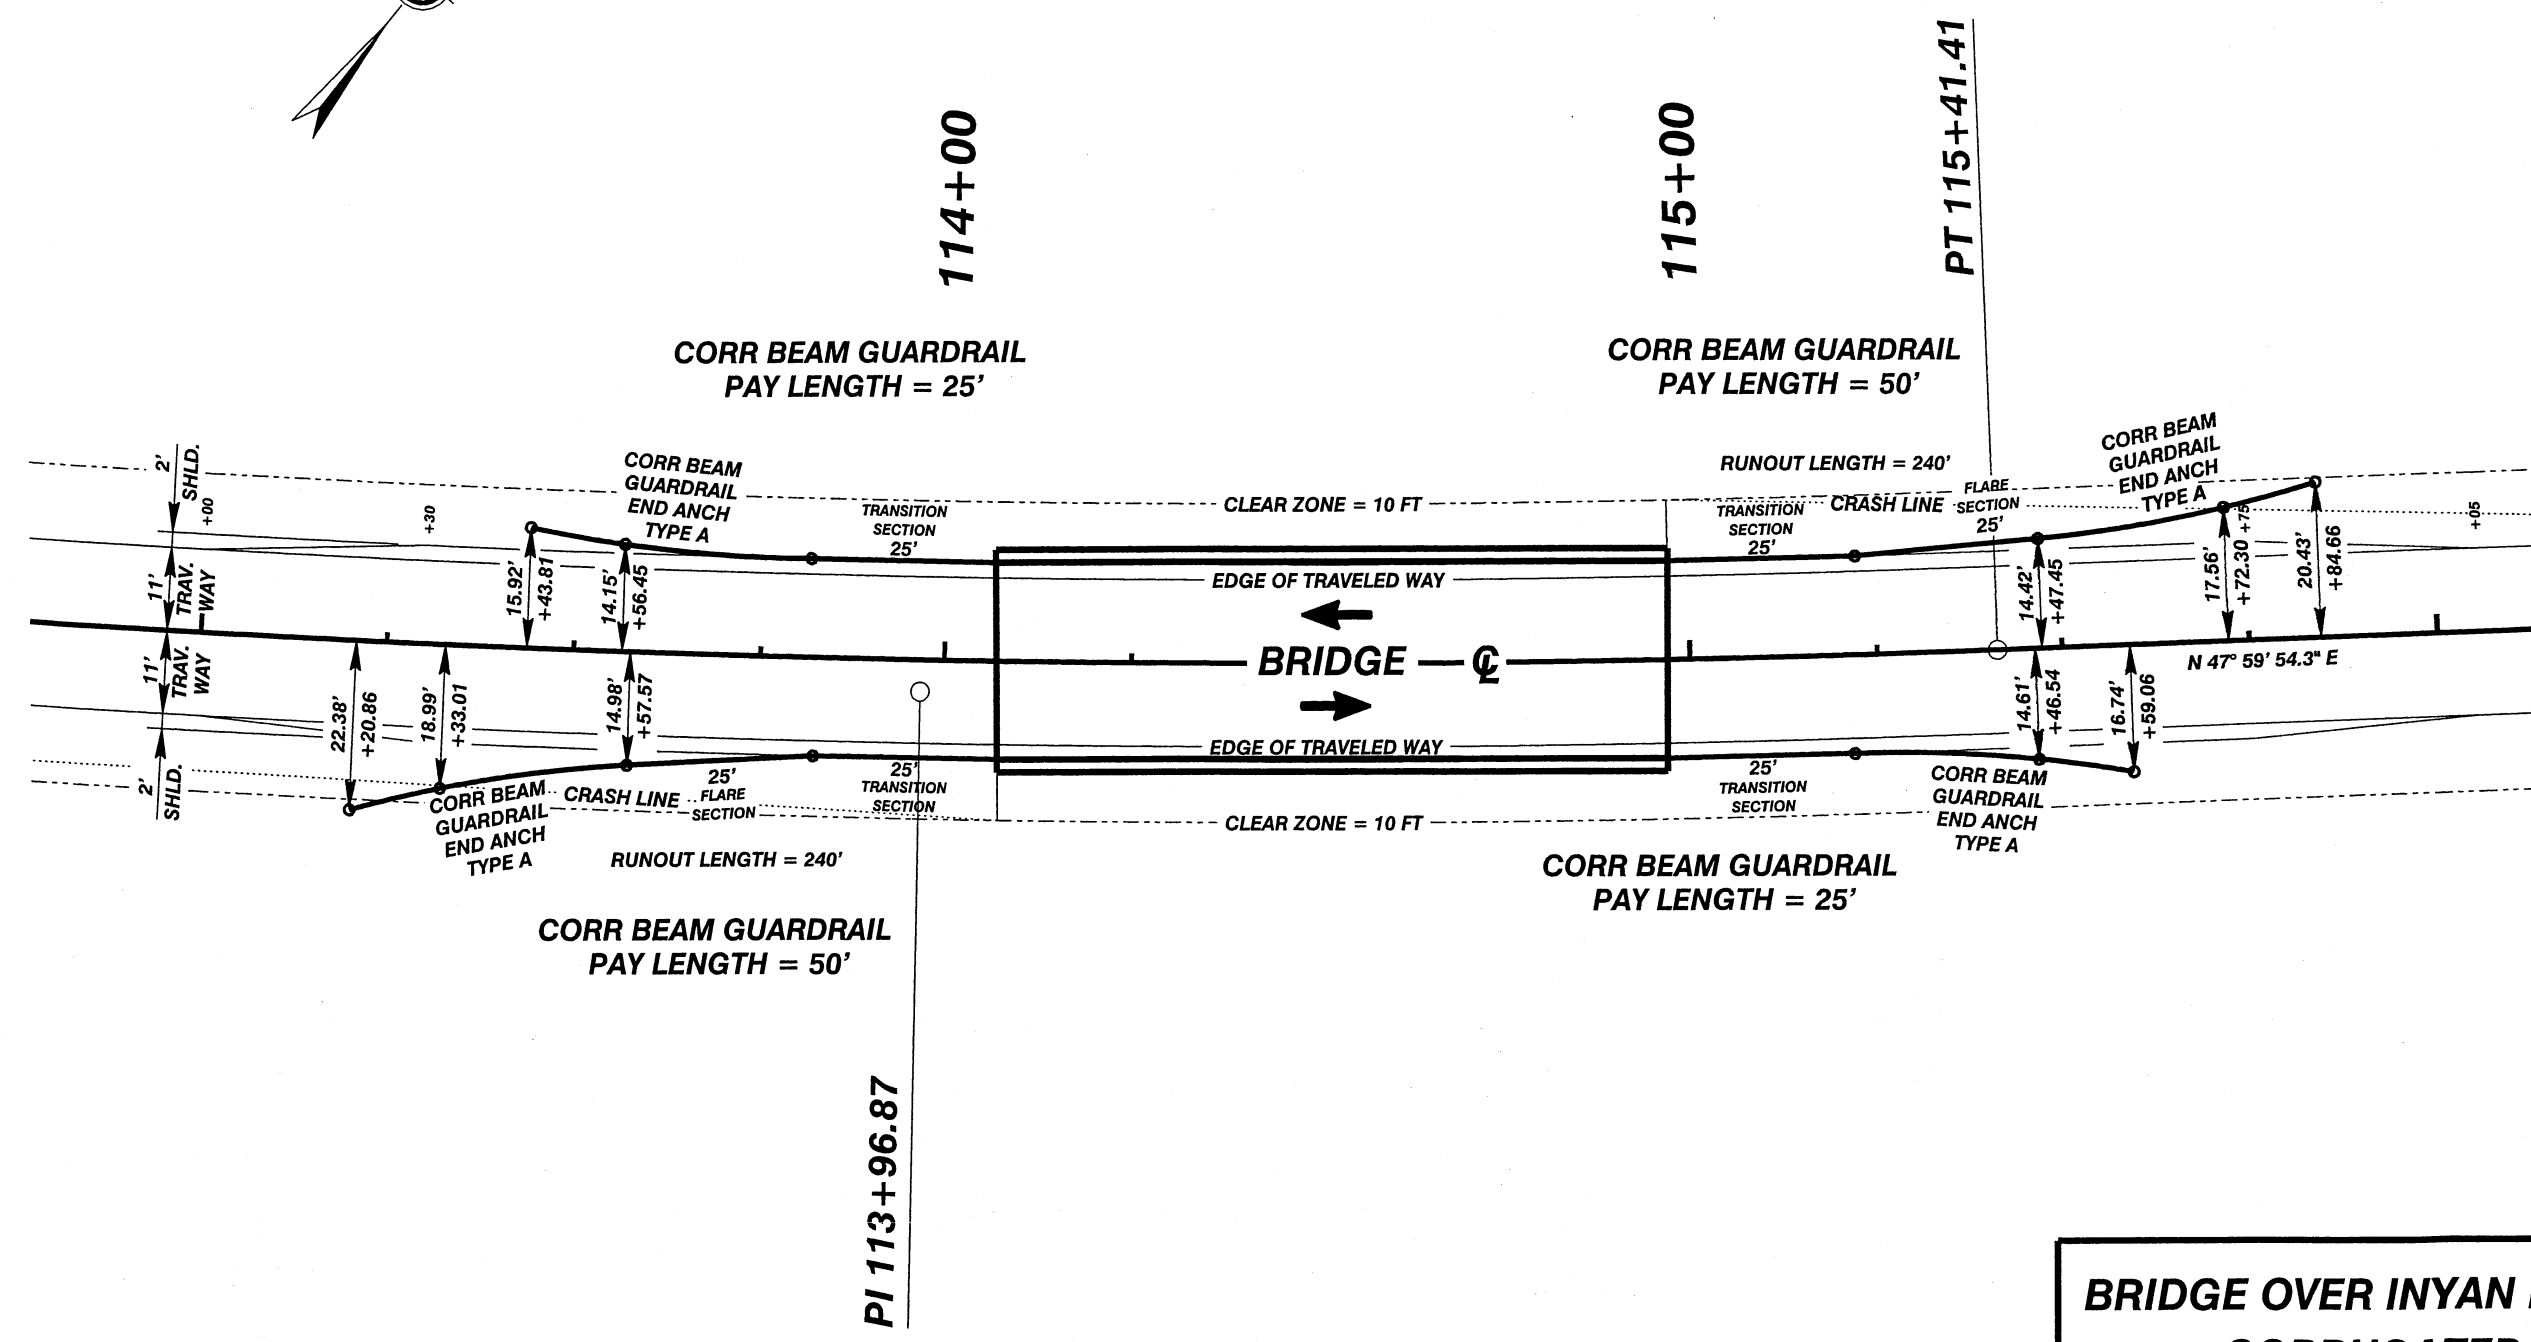 114+00
115+00
PT 115+41.41
CORR BEAM GUARDRAIL
PAY LENGTH = 25'
CORR BEAM GUARDRAIL
PAY LENGTH = 50'
2'
SHLD.
+00
+30
CORR BEAM
GUARDRAIL
END ANCH
TYPE A
TRANSITION
SECTION
25'
CLEAR ZONE = 10 FT
RUNOUT LENGTH = 240'
TRANSITION
SECTION
25'
CRASH LINE
FLARE
SECTION
25'
CORR BEAM
GUARDRAIL
END ANCH
TYPE A
+75
+05
11'
TRAV.
WAY
15.92'
+43.81
14.15'
+56.45
EDGE OF TRAVELED WAY
14.42'
+47.45
17.56'
+72.30
20.43'
+84.66
BRIDGE ℄
N 47° 59' 54.3" E
11'
TRAV.
WAY
22.38'
+20.86
18.99'
+33.01
14.98'
+57.57
EDGE OF TRAVELED WAY
14.61'
+46.54
16.74'
+59.06
2'
SHLD.
CORR BEAM
GUARDRAIL
END ANCH
TYPE A
CRASH LINE
25'
FLARE
SECTION
25'
TRANSITION
SECTION
CLEAR ZONE = 10 FT
25'
TRANSITION
SECTION
CORR BEAM
GUARDRAIL
END ANCH
TYPE A
RUNOUT LENGTH = 240'
CORR BEAM GUARDRAIL
PAY LENGTH = 25'
CORR BEAM GUARDRAIL
PAY LENGTH = 50'
PI 113+96.87
BRIDGE OVER INYAN